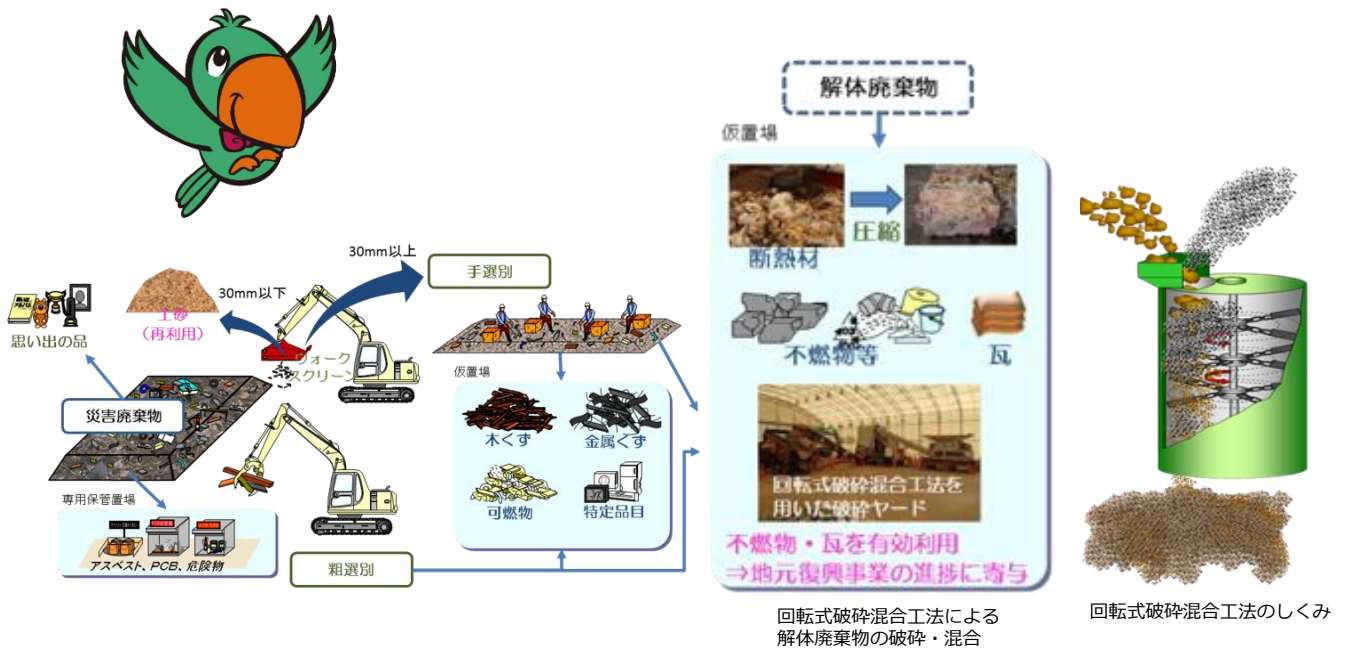 30mm以上
手選別
30mm以下
土砂
（再利用）
思い出の品
ウォーク
スクリーン
災害廃棄物
仮置場
木くず
金属くず
可燃物
特定品目
専用保管置場
アスベスト、PCB、危険物
粗選別
解体廃棄物
仮置場
圧縮
断熱材
不燃物等
瓦
回転式破砕混合工法を
用いた破砕ヤード
不燃物・瓦を有効利用
⇒地元復興事業の進捗に寄与
回転式破砕混合工法による
解体廃棄物の破砕・混合
回転式破砕混合工法のしくみ